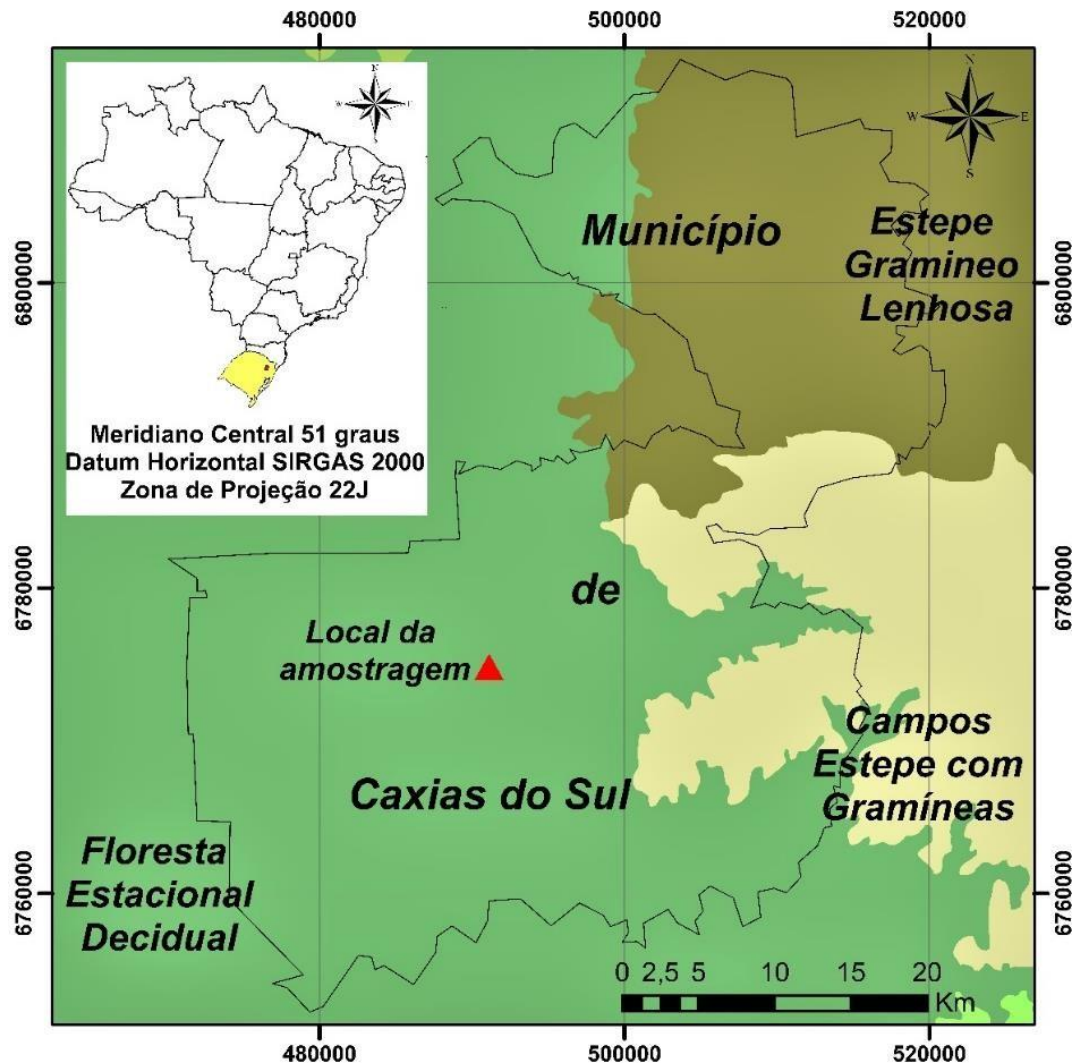 480000 500000 520000
N
W E
Meridiano Central 51 graus
Datum Horizontal SIRGAS 2000
Zona de Projeção 22J
N
W E
S
Município
Estepe
Gramineo
Lenhosa
6800000 6800000
de
6780000 6780000
Local da
amostragem
Campos
Estepe com
Gramíneas
Caxias do Sul
Floresta
Estacional
Decidual
6760000 6760000
0 2,5 5 10 15 20
Km
480000 500000 520000